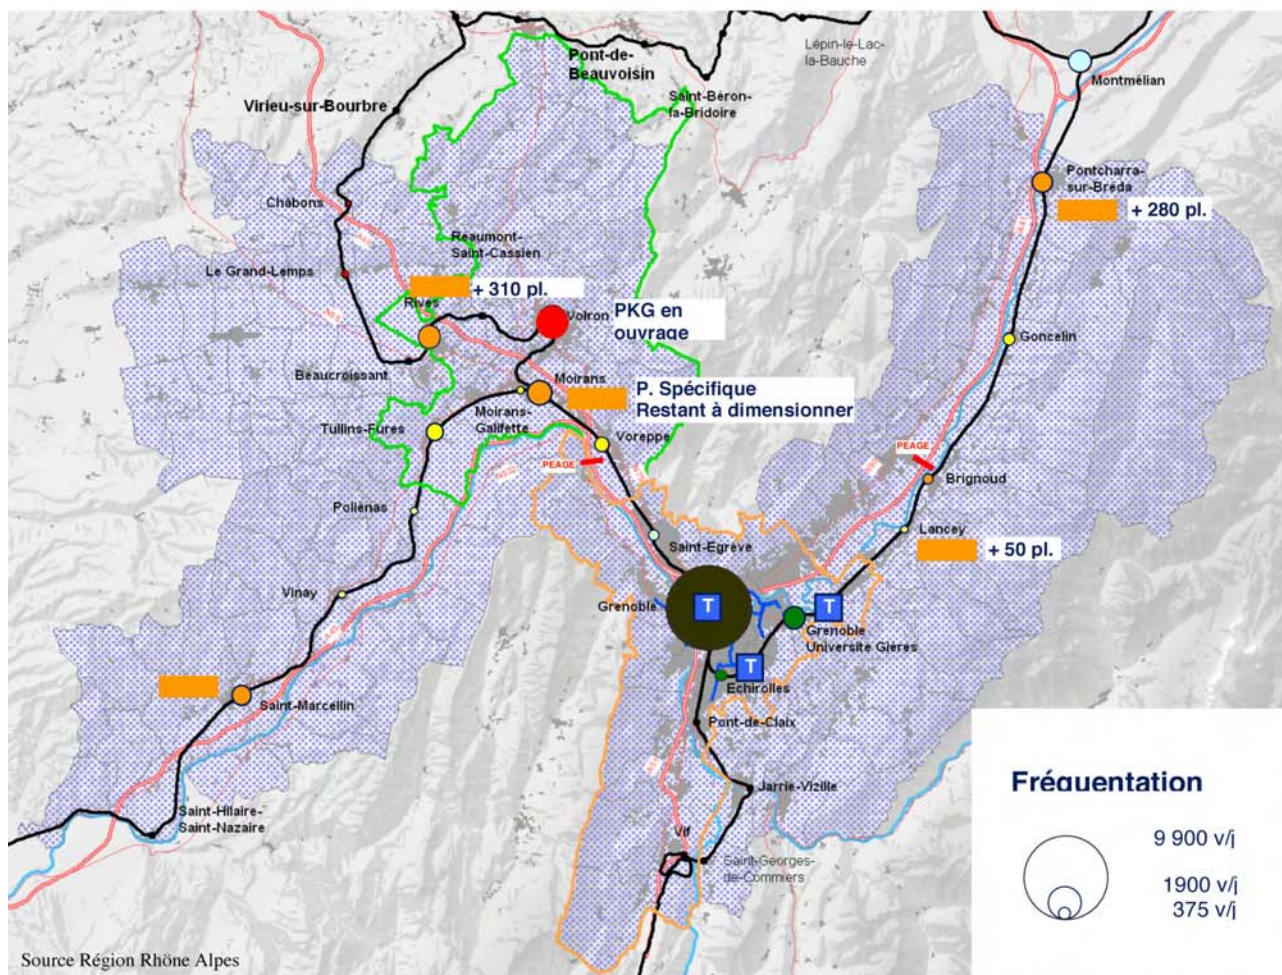 Pont-de-
Beauvoisin
Lépin-le-Lac-
la-Bauche
Montmélian
Virieu-sur-Bourbre
Saint-Béron-
la-Bridoire
Pontcharra-
sur-Bréda
+ 280 pl.
Châbons
Réaumont-
Saint-Cassien
Le Grand-Lemps
+ 310 pl.
Rives
Voiron
PKG en
ouvrage
Goncelin
Beaucroissant
Moirans
P. Spécifique
Restant à dimensionner
Moirans-
Galifette
Tullins-Fures
Voreppe
PEAGE
PEAGE
Brignoud
Poliénas
Lancey
+ 50 pl.
Saint-Egrève
Vinay
Grenoble
T
T
Grenoble
Université Gières
T
Echirolles
Saint-Marcellin
Pont-de-Claix
Jarrie-Vizille
Saint-Hilaire-
Saint-Nazaire
Vif
Saint-Georges-
de-Commiers
Fréquentation
9 900 v/j
1900 v/j
375 v/j
Source Région Rhône Alpes